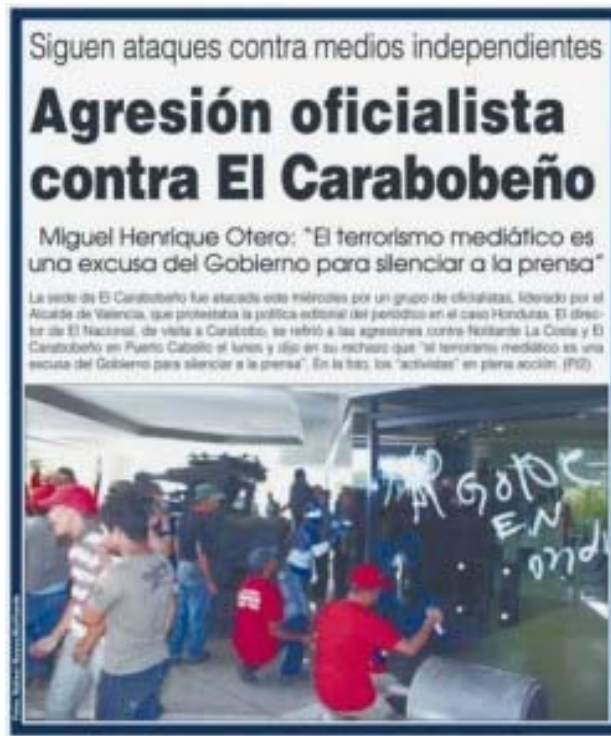 Siguen ataques contra medios independientes
Agresión oficialista
contra El Carabobeño
Miguel Henrique Otero: "El terrorismo mediático es
una excusa del Gobierno para silenciar a la prensa"
La sede de El Carabobeño fue atacada este miércoles por un grupo de oficialistas, liderado por el
Alcalde de Valencia, que protestaba la política editorial del periódico en el caso Honduras. El direc-
tor de El Nacional, de visita a Carabobo, se refirió a las agresiones contra Notitarde La Costa y El
Carabobeño en Puerto Cabello el lunes y dijo en su rechazo que "el terrorismo mediático es una
excusa del Gobierno para silenciar a la prensa". En la foto, los "activistas" en plena acción. (P/2)
GOLPE
EN